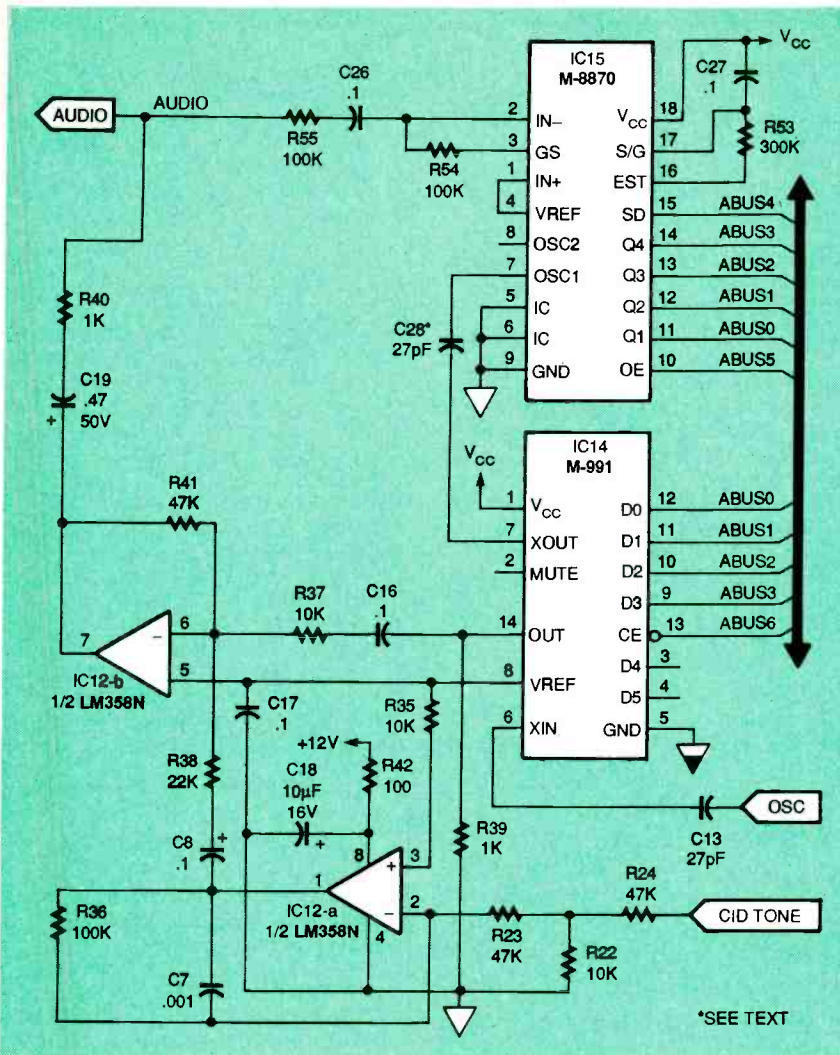 IC15
M-8870
V_CC
C27
.1
C26
.1
AUDIO
AUDIO
R55
100K
R54
100K
2
IN–
V_CC
18
3
GS
S/G
17
R53
300K
1
IN+
EST
16
4
VREF
SD
15
ABUS4
8
OSC2
Q4
14
ABUS3
7
OSC1
Q3
13
ABUS2
5
IC
Q2
12
ABUS1
6
IC
Q1
11
ABUS0
9
GND
OE
10
ABUS5
R40
1K
C28*
27pF
C19
.47
50V
+
IC14
M-991
V_CC
R41
47K
1
V_CC
D0
12
ABUS0
7
XOUT
D1
11
ABUS1
2
MUTE
D2
10
ABUS2
D3
9
ABUS3
R37
10K
C16
.1
14
OUT
CE
13
ABUS6
7
–
6
5
D4
3
8
VREF
D5
4
IC12-b
1/2 LM358N
C17
.1
R35
10K
6
XIN
GND
5
+12V
R38
22K
C18
10µF
16V
+
R42
100
OSC
C13
27pF
C8
.1
+
R39
1K
8
3
+
1
2
–
4
IC12-a
1/2 LM358N
R24
47K
CID TONE
R36
100K
R23
47K
R22
10K
C7
.001
*SEE TEXT